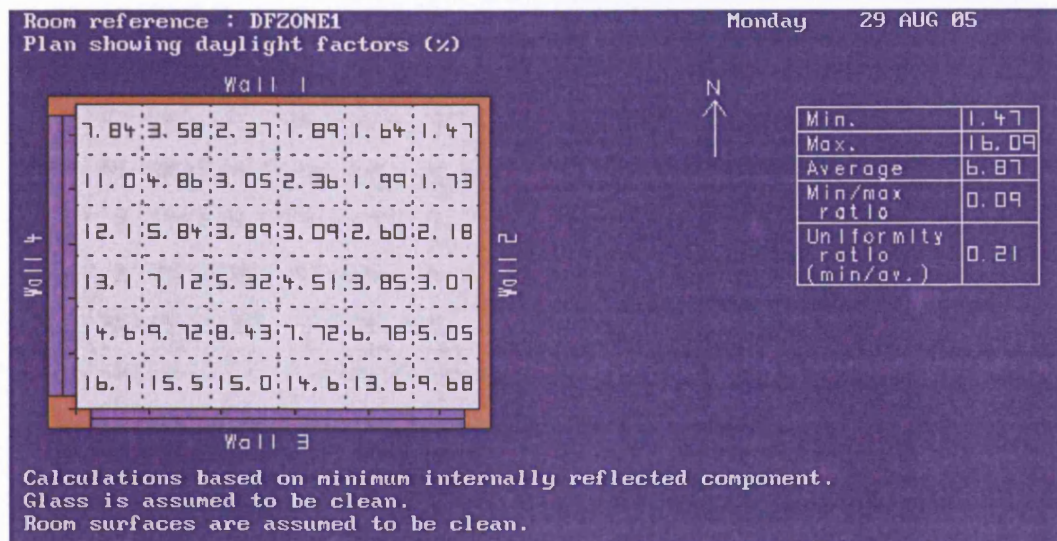 Room reference : DFZONE1 Monday 29 AUG 05
Plan showing daylight factors (%)
Wall 1
N
7.84 3.58 2.37 1.89 1.64 1.47
11.0 4.86 3.05 2.36 1.99 1.73
12.1 5.84 3.89 3.09 2.60 2.18
13.1 7.12 5.32 4.51 3.85 3.07
14.6 9.72 8.43 7.72 6.78 5.05
16.1 15.5 15.0 14.6 13.6 9.68
Wall 4
Wall 2
Wall 3
Min. 1.47
Max. 16.09
Average 6.87
Min/max
ratio 0.09
Uniformity
ratio 0.21
(min/av.)
Calculations based on minimum internally reflected component.
Glass is assumed to be clean.
Room surfaces are assumed to be clean.